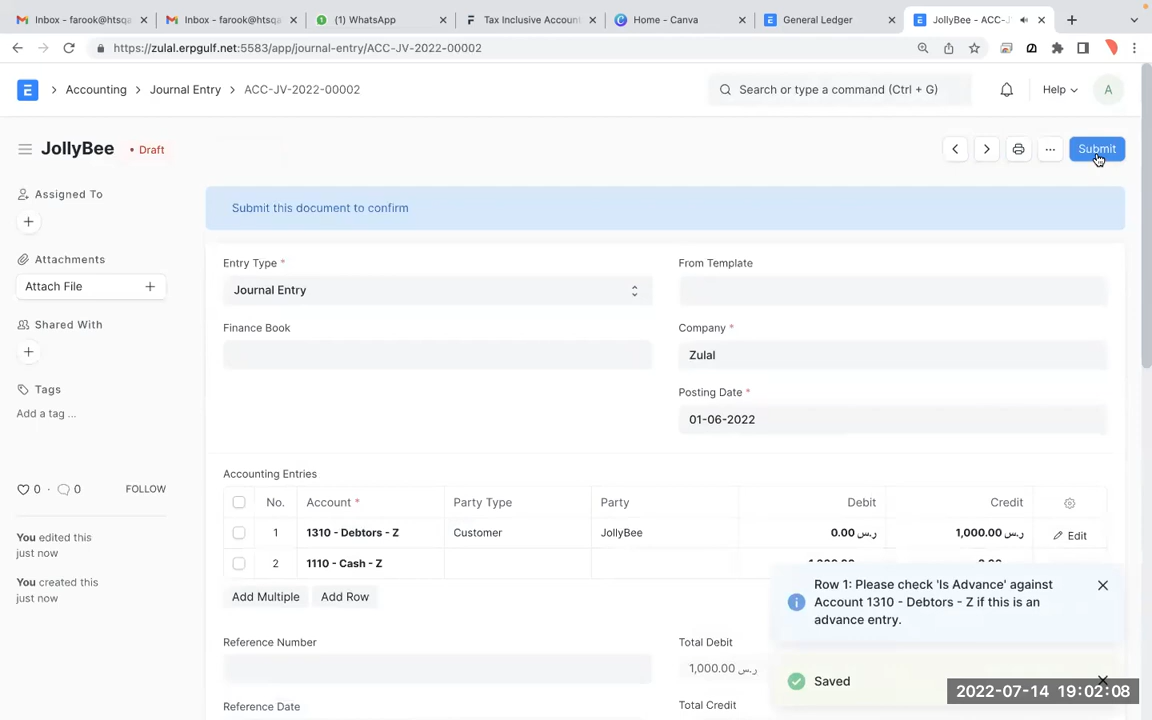 Inbox - farook@htsqa
Inbox - farook@htsqa
(1) WhatsApp
Tax Inclusive Accoun
Home - Canva
General Ledger
JollyBee - ACC-J
https://zulal.erpgulf.net:5583/app/journal-entry/ACC-JV-2022-00002
E
Accounting
Journal Entry
ACC-JV-2022-00002
Search or type a command (Ctrl + G)
Help
A
JollyBee
• Draft
Submit
Assigned To
Submit this document to confirm
Attachments
Attach File
Entry Type *
From Template
Journal Entry
Shared With
Finance Book
Company *
Zulal
Tags
Add a tag ...
Posting Date *
01-06-2022
0 · 0
FOLLOW
Accounting Entries
No.
Account *
Party Type
Party
Debit
Credit
1
1310 - Debtors - Z
Customer
JollyBee
0.00 ر.س
1,000.00 ر.س
Edit
2
1110 - Cash - Z
You edited this
just now
You created this
just now
Add Multiple
Add Row
Row 1: Please check 'Is Advance' against
Account 1310 - Debtors - Z if this is an
advance entry.
Reference Number
Total Debit
1,000.00 ر.س
Saved
2022-07-14 19:02:08
Reference Date
Total Credit